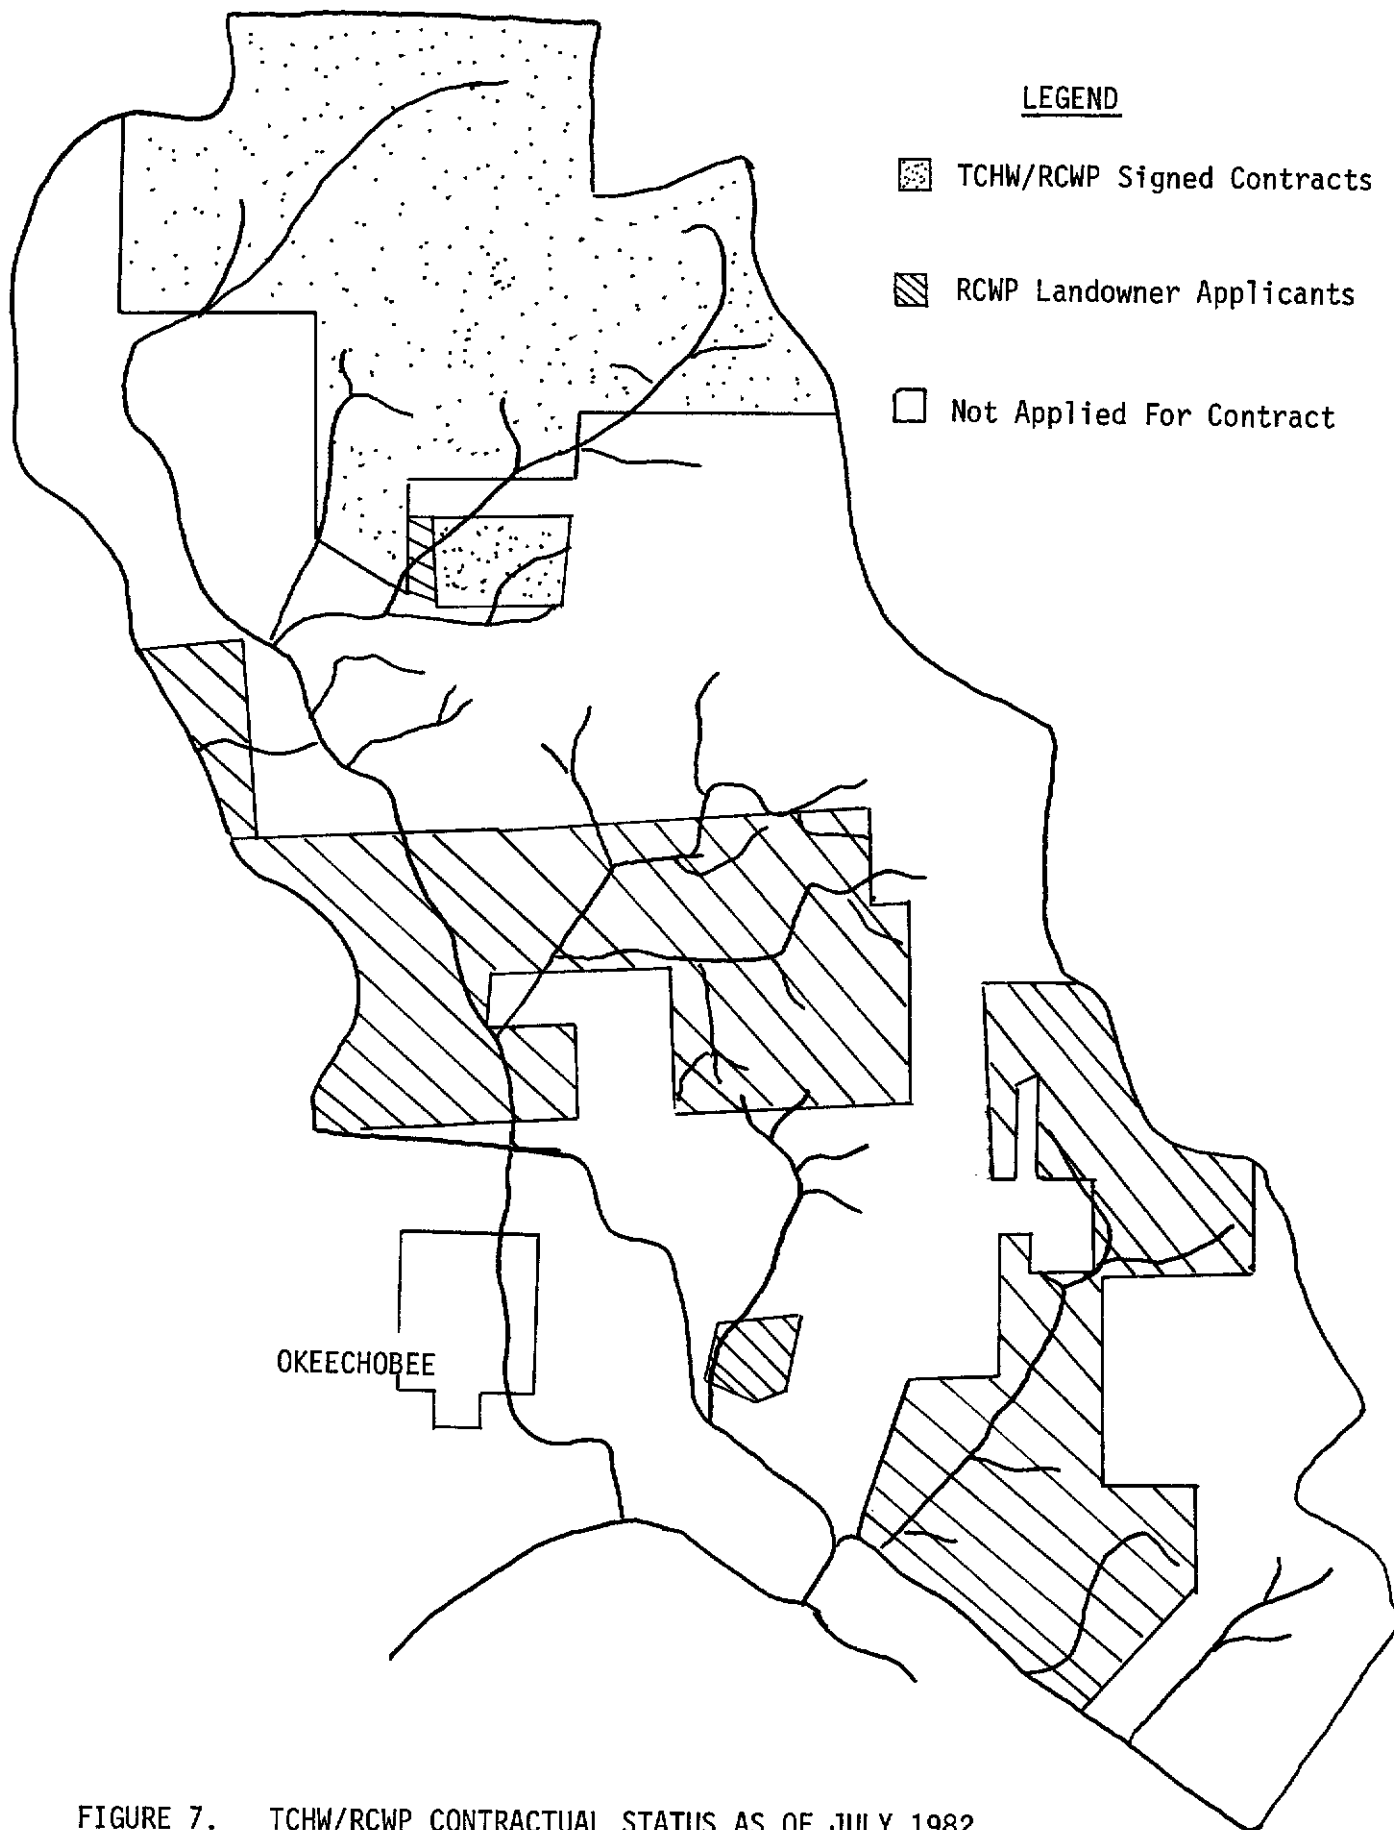 LEGEND
TCHW/RCWP Signed Contracts
RCWP Landowner Applicants
Not Applied For Contract
OKEECHOBEE
FIGURE 7. TCHW/RCWP CONTRACTUAL STATUS AS OF JULY 1982